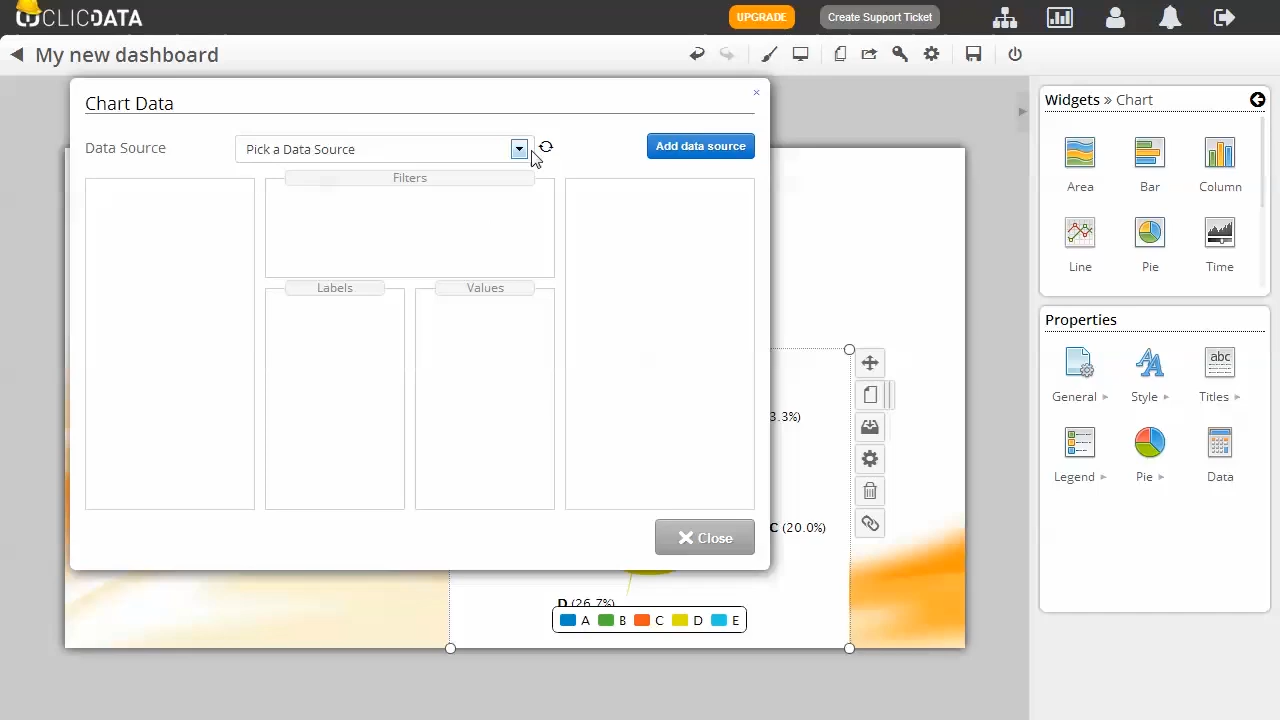 CLICDATA
UPGRADE
Create Support Ticket
My new dashboard
Chart Data
×
Data Source
Pick a Data Source
Add data source
Filters
Labels
Values
Close
3.3%)
C (20.0%)
D (26.7%)
A B C D E
Widgets » Chart
Area Bar Column
Line Pie Time
Properties
abc
General Style Titles
Legend Pie Data